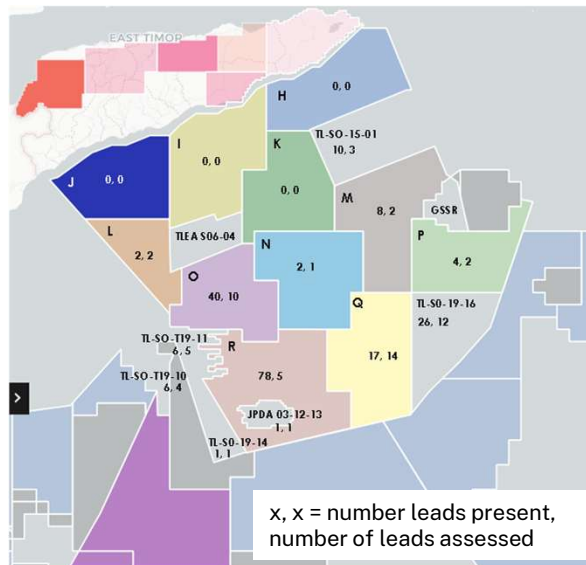 EAST TIMOR
H
0, 0
I
0, 0
K
0, 0
TL-SO-15-01
10, 3
J
0, 0
M
8, 2
GSSR
L
2, 2
TLEA S06-04
N
2, 1
P
4, 2
O
40, 10
Q
17, 14
TL-S0-19-16
26, 12
TL-SO-T19-11
6, 5
R
78, 5
TL-SO-T19-10
6, 4
JPDA 03-12-13
1, 1
TL-S0-19-14
1, 1
>
x, x = number leads present,
number of leads assessed